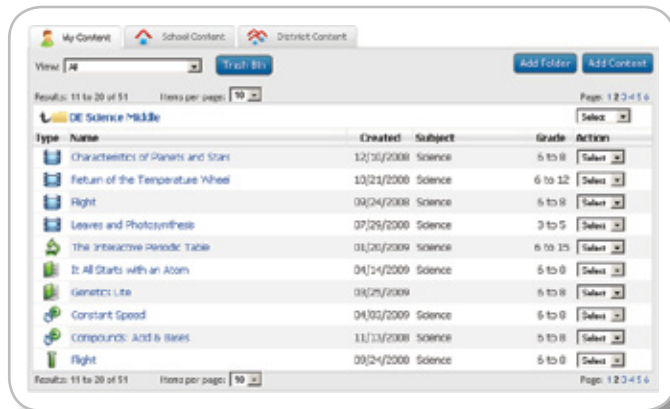 My Content School Content District Content
View: All Trash Bin Add Folder Add Content
Results: 11 to 20 of 51 Items per page: 10 Page: 1 2 3 4 5 6
DE Science Middle Select
Type Name Created Subject Grade Action
Characteristics of Planets and Stars 12/10/2008 Science 6 to 8 Select
Return of the Temperature Wheel 10/21/2008 Science 6 to 12 Select
Flight 09/24/2008 Science 6 to 8 Select
Leaves and Photosynthesis Science 3 to 5 Select
The Interactive Periodic Table 01/20/2009 Science Select
It All Starts with an Atom 04/14/2009 Science 6 to 8 Select
Genetics Lite 03/25/2009 6 to 8 Select
Constant Speed 04/03/2009 Science 6 to 8 Select
Compounds: Acid & Bases 11/13/2008 Science 6 to 8 Select
Flight 09/24/2008 Science 6 to 8 Select
Results: 11 to 20 of 51 Items per page: 10 Page: 1 2 3 4 5 6